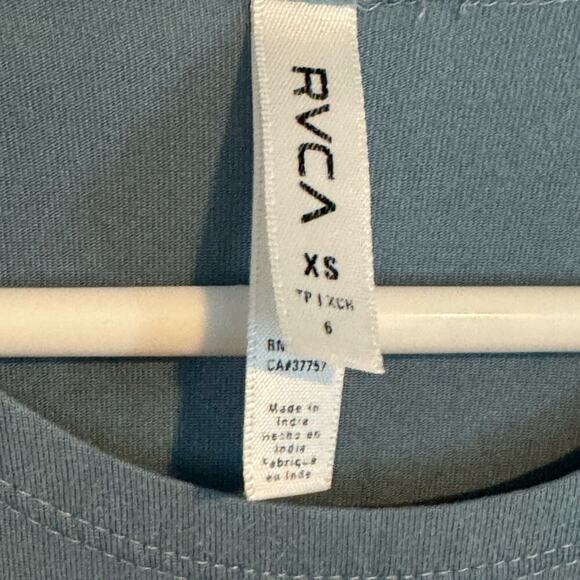 RVCA
XS
TP | XCH
6
RN
CA#37757
Made in
India
Hecho en
India
Fabriqué
en Inde